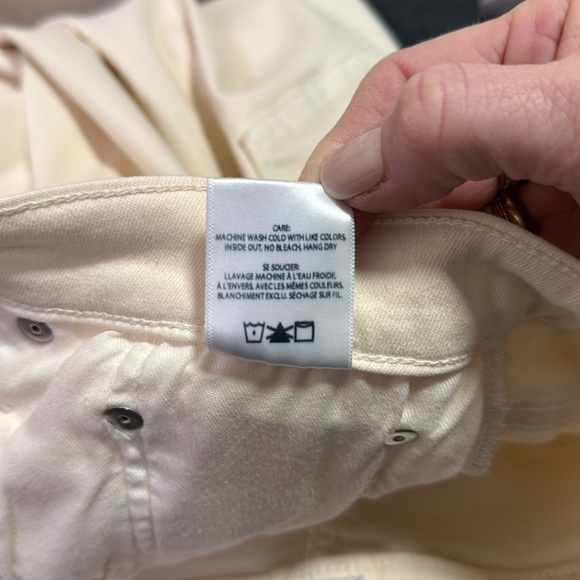 CARE:
MACHINE WASH COLD WITH LIKE COLORS,
INSIDE OUT. NO BLEACH. HANG DRY
SE SOUCIER:
LLAVAGE MACHINE À L'EAU FROIDE,
À L'ENVERS, AVEC LES MÊMES COULEURS.
BLANCHIMENT EXCLU. SÉCHAGE SUR FIL.